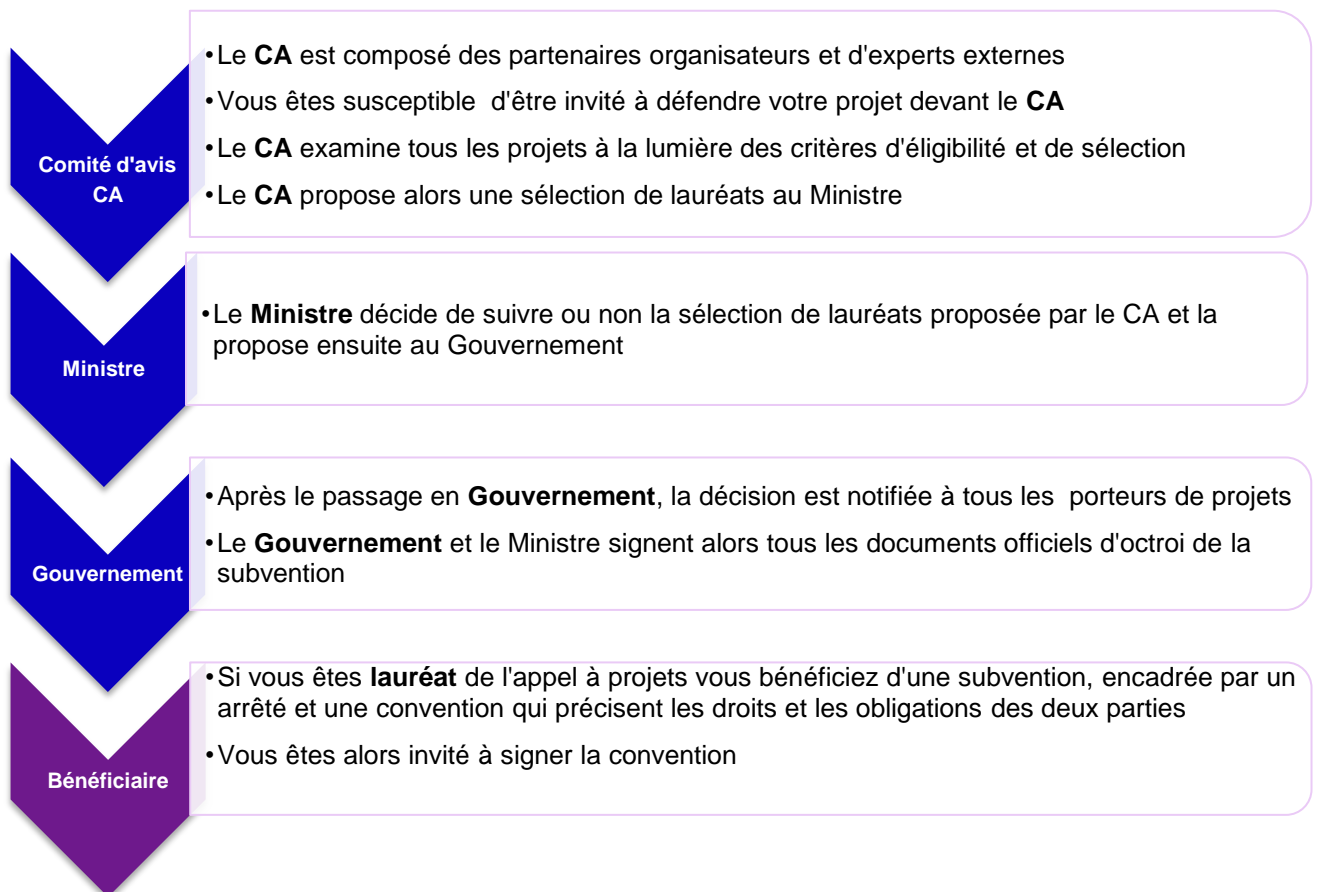 Comité d'avis
CA
•Le CA est composé des partenaires organisateurs et d'experts externes
•Vous êtes susceptible  d'être invité à défendre votre projet devant le CA
•Le CA examine tous les projets à la lumière des critères d'éligibilité et de sélection
•Le CA propose alors une sélection de lauréats au Ministre
Ministre
•Le Ministre décide de suivre ou non la sélection de lauréats proposée par le CA et la
propose ensuite au Gouvernement
Gouvernement
•Après le passage en Gouvernement, la décision est notifiée à tous les  porteurs de projets
•Le Gouvernement et le Ministre signent alors tous les documents officiels d'octroi de la
subvention
Bénéficiaire
•Si vous êtes lauréat de l'appel à projets vous bénéficiez d'une subvention, encadrée par un
arrêté et une convention qui précisent les droits et les obligations des deux parties
•Vous êtes alors invité à signer la convention